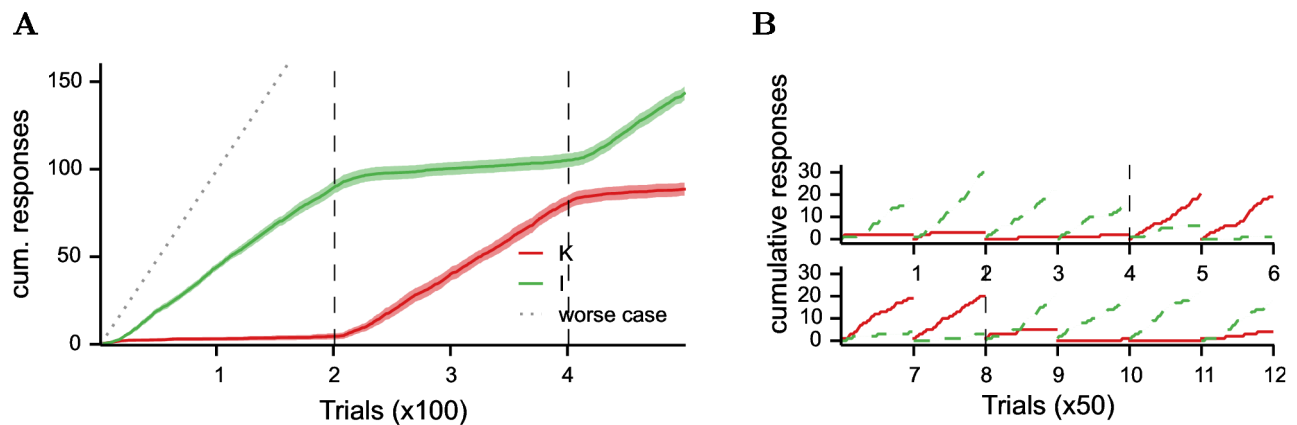 A
cum. responses
150
100
50
0
K
I
worse case
1 2 3 4
Trials (x100)
B
cumulative responses
30
20
10
0
1 2 3 4 5 6
30
20
10
0
7 8 9 10 11 12
Trials (x50)